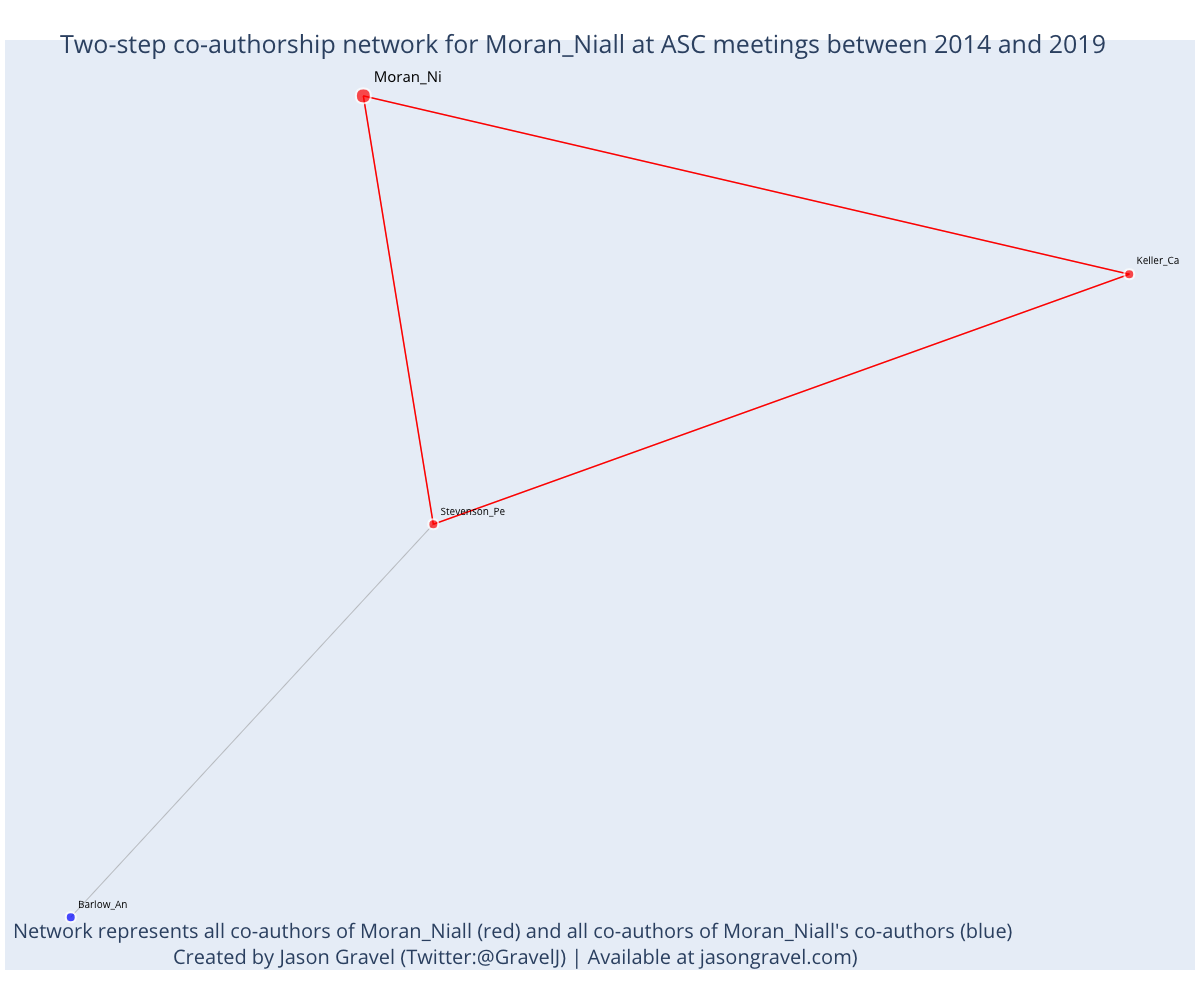 Two-step co-authorship network for Moran_Niall at ASC meetings between 2014 and 2019
Moran_Ni
Keller_Ca
Stevenson_Pe
Barlow_An
Network represents all co-authors of Moran_Niall (red) and all co-authors of Moran_Niall's co-authors (blue)
Created by Jason Gravel (Twitter:@GravelJ) | Available at jasongravel.com)